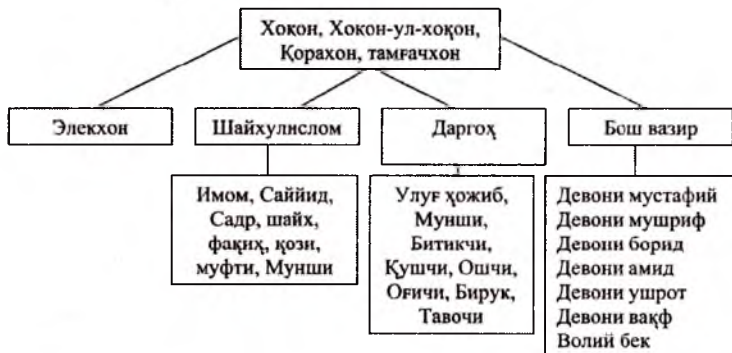 Хоқон, Хокон-ул-хоқон,
Қорахон, тамғачхон
Элекхон
Шайхулислом
Даргоҳ
Бош вазир
Имом, Саййид,
Садр, шайх,
фақиҳ, қози,
муфти, Мунши
Улуғ ҳожиб,
Мунши,
Битикчи,
Қушчи, Ошчи,
Оғичи, Бирук,
Тавочи
Девони мустафий
Девони мушриф
Девони борид
Девони амид
Девони ушрот
Девони вақф
Волий бек